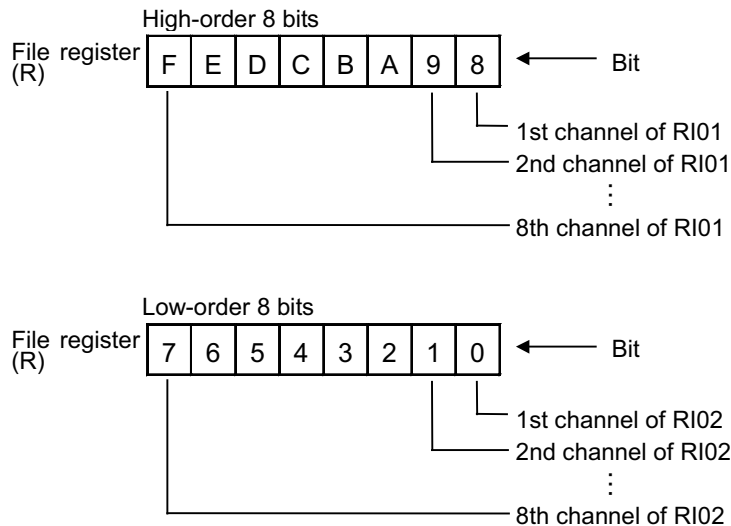 High-order 8 bits
File register
(R)
F E D C B A 9 8
Bit
1st channel of RI01
2nd channel of RI01
⋮
8th channel of RI01
Low-order 8 bits
File register
(R)
7 6 5 4 3 2 1 0
Bit
1st channel of RI02
2nd channel of RI02
⋮
8th channel of RI02